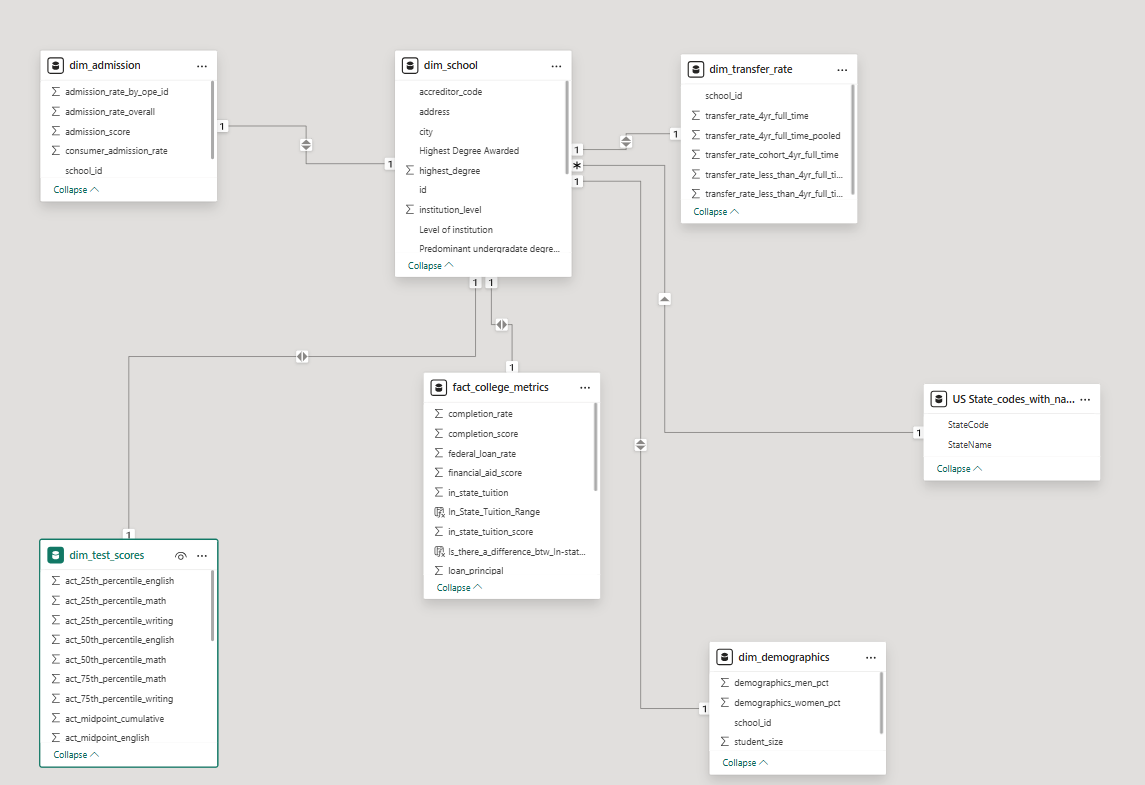 dim_admission
admission_rate_by_ope_id
admission_rate_overall
admission_score
consumer_admission_rate
school_id
Collapse
1
1
dim_school
accreditor_code
address
city
Highest Degree Awarded
highest_degree
id
institution_level
Level of institution
Predominant undergradate degre...
Collapse
1
*
1
1
1
dim_transfer_rate
school_id
transfer_rate_4yr_full_time
transfer_rate_4yr_full_time_pooled
transfer_rate_cohort_4yr_full_time
transfer_rate_less_than_4yr_full_ti...
transfer_rate_less_than_4yr_full_ti...
Collapse
1
fact_college_metrics
completion_rate
completion_score
federal_loan_rate
financial_aid_score
in_state_tuition
In_State_Tuition_Range
in_state_tuition_score
Is_there_a_difference_btw_In-stat...
loan_principal
Collapse
1
US State_codes_with_na...
StateCode
StateName
Collapse
1
dim_test_scores
act_25th_percentile_english
act_25th_percentile_math
act_25th_percentile_writing
act_50th_percentile_english
act_50th_percentile_math
act_75th_percentile_math
act_75th_percentile_writing
act_midpoint_cumulative
act_midpoint_english
Collapse
1
dim_demographics
demographics_men_pct
demographics_women_pct
school_id
student_size
Collapse
1